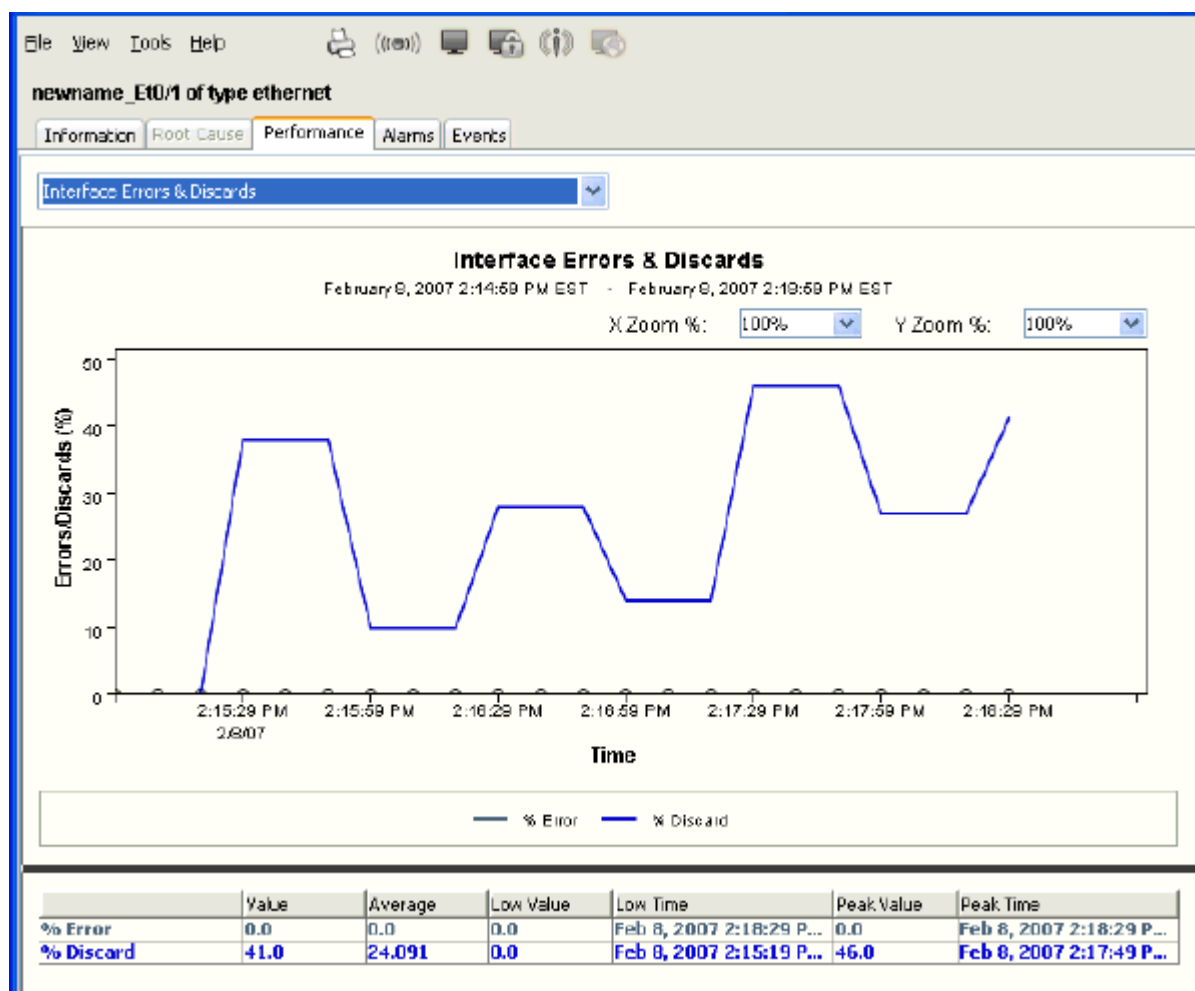 File View Tools Help
newname_Et0/1 of type ethernet
Information Root Cause Performance Alarms Events
Interface Errors & Discards
Interface Errors & Discards
February 8, 2007 2:14:59 PM EST - February 8, 2007 2:18:59 PM EST
X Zoom %: 100% Y Zoom %: 100%
50
40
30
20
10
0
Errors/Discards (%)
2:15:29 PM 2:15:59 PM 2:16:29 PM 2:16:59 PM 2:17:29 PM 2:17:59 PM 2:18:29 PM
2/8/07
Time
% Error % Discard
Value Average Low Value Low Time Peak Value Peak Time
% Error 0.0 0.0 0.0 Feb 8, 2007 2:18:29 P... 0.0 Feb 8, 2007 2:18:29 P...
% Discard 41.0 24.091 0.0 Feb 8, 2007 2:15:19 P... 46.0 Feb 8, 2007 2:17:49 P...